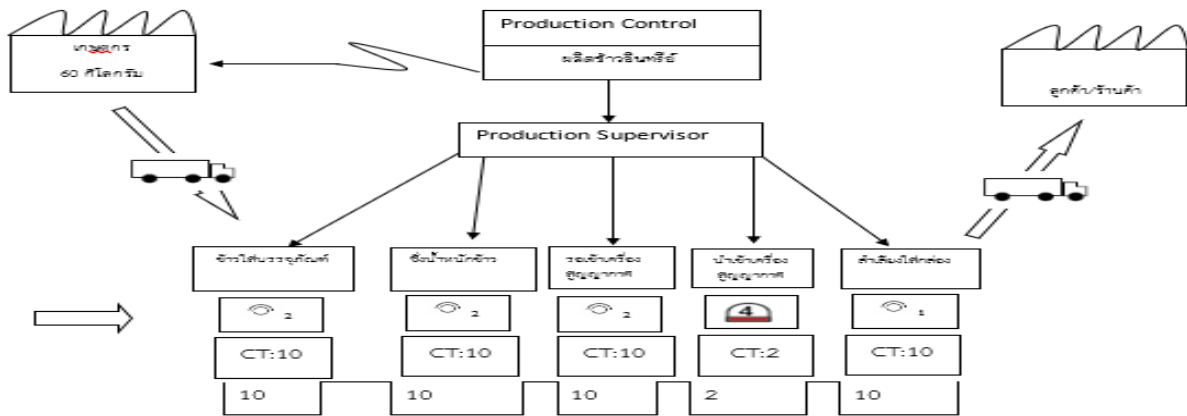 Production Control
ผลิตข้าวอินทรีย์
เกษตกร
60 กิโลกรัม
ลูกค้า/ร้านค้า
Production Supervisor
ข้าวใส่บรรจุภัณฑ์
ชั่งน้ำหนักข้าว
รอเข้าเครื่อง
สูญญากาศ
นำเข้าเครื่อง
สูญญากาศ
ลำเลียงใส่กล่อง
2
2
2
4
1
CT:10
CT:10
CT:10
CT:2
CT:10
10
10
10
2
10